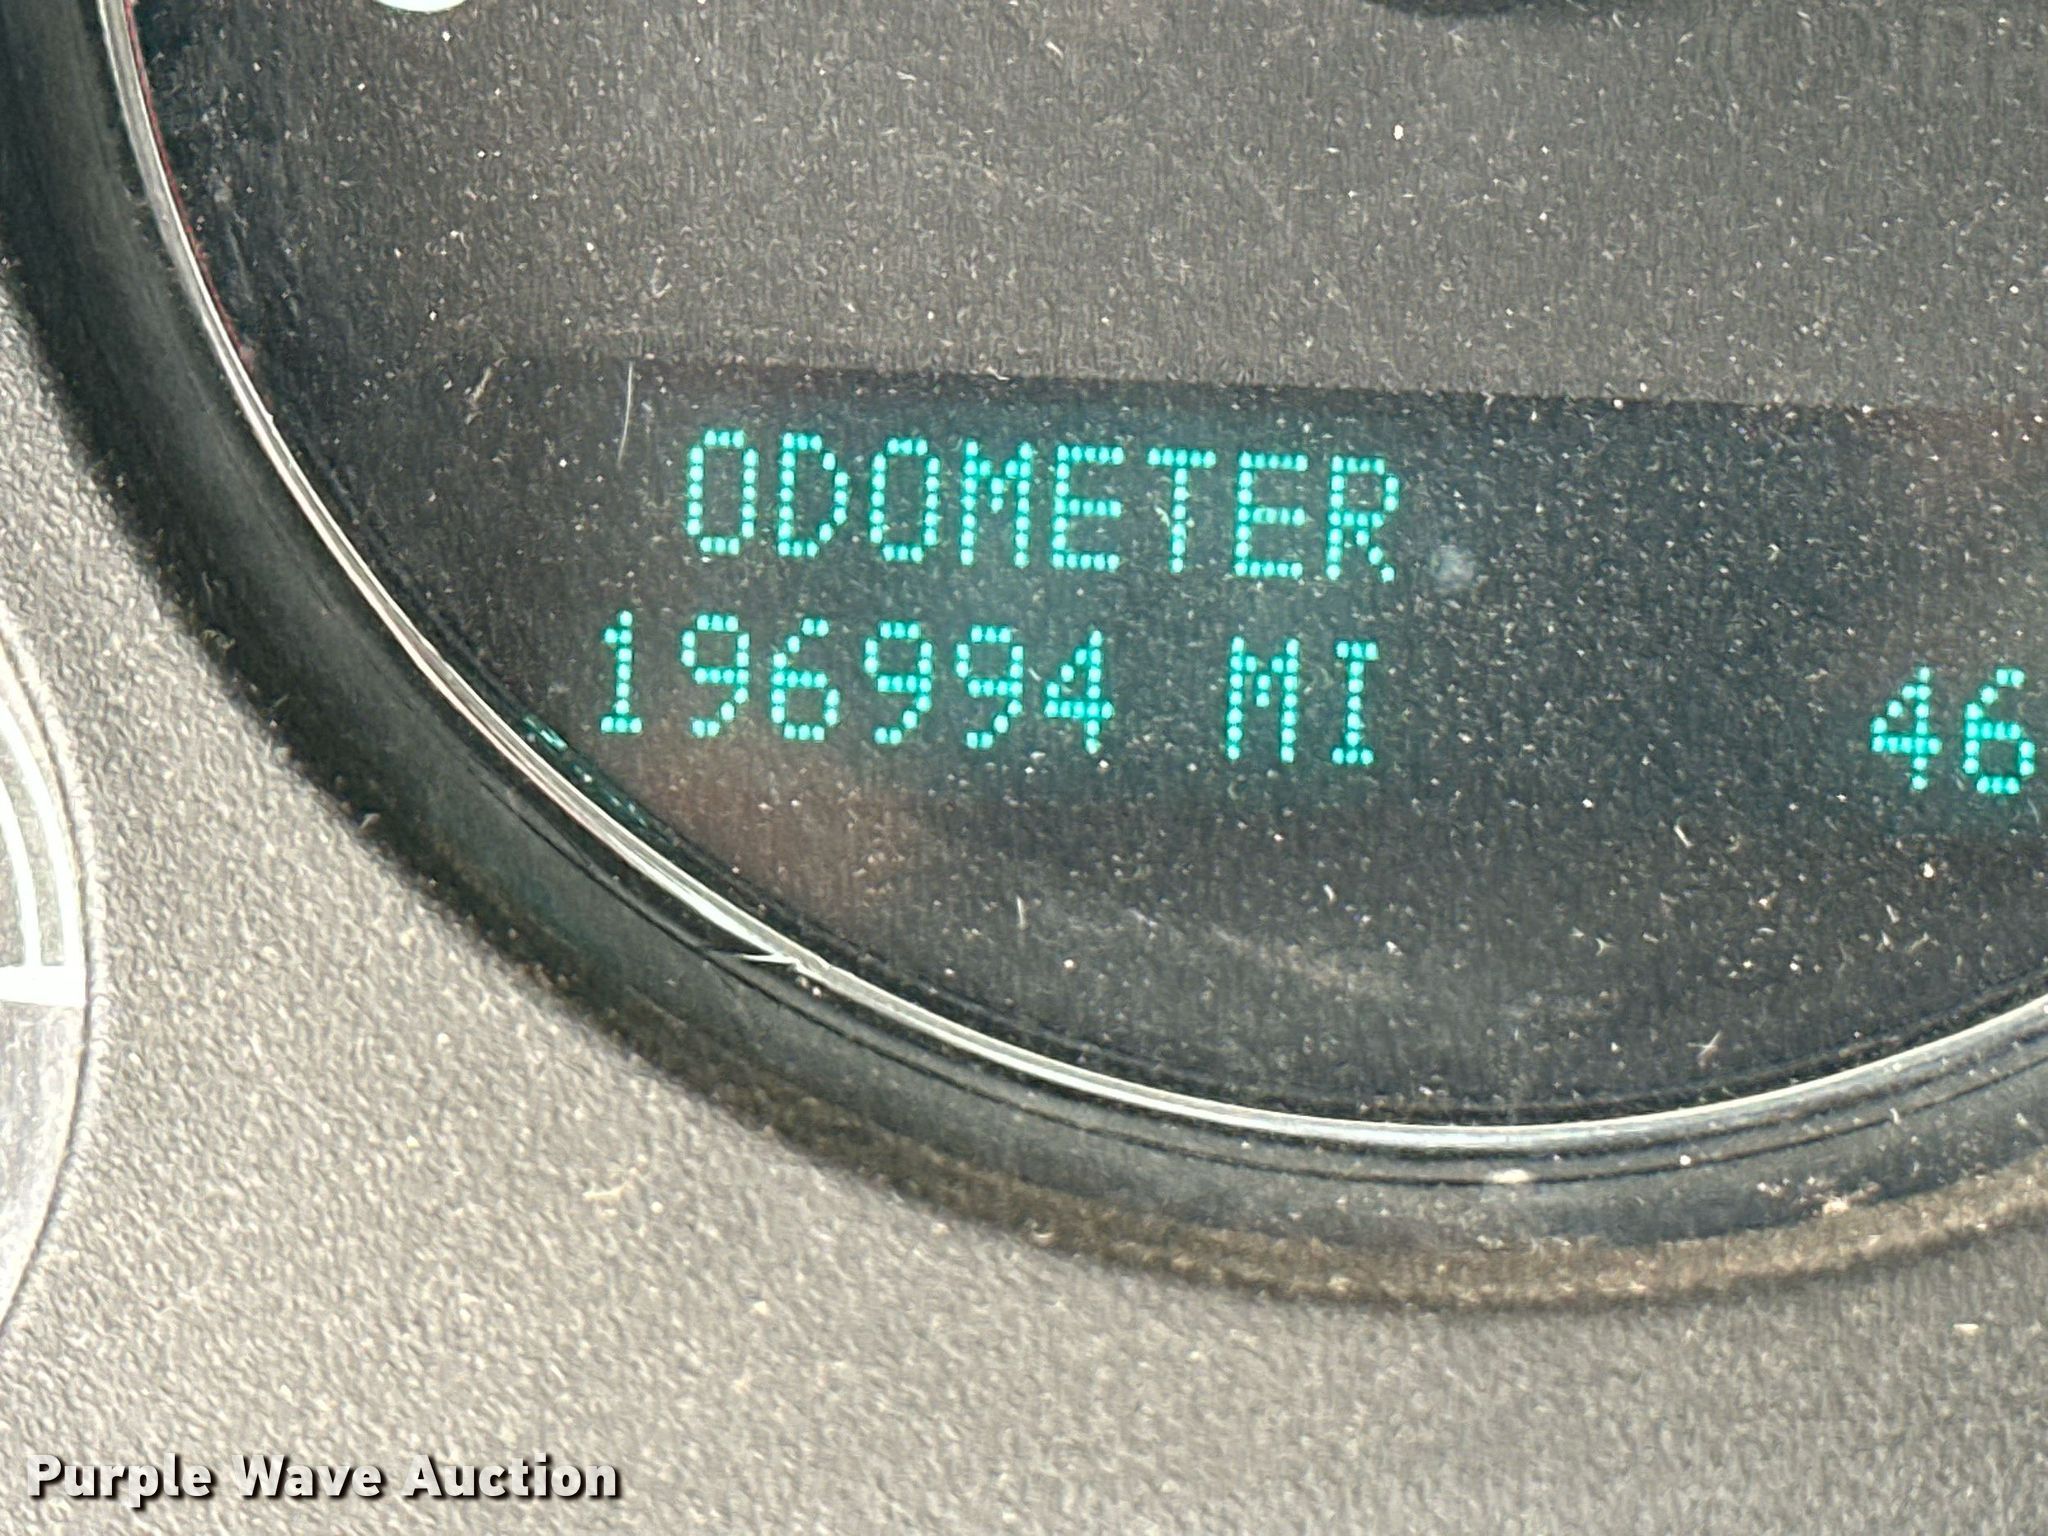 ODOMETER
196994 MI 46
Purple Wave Auction